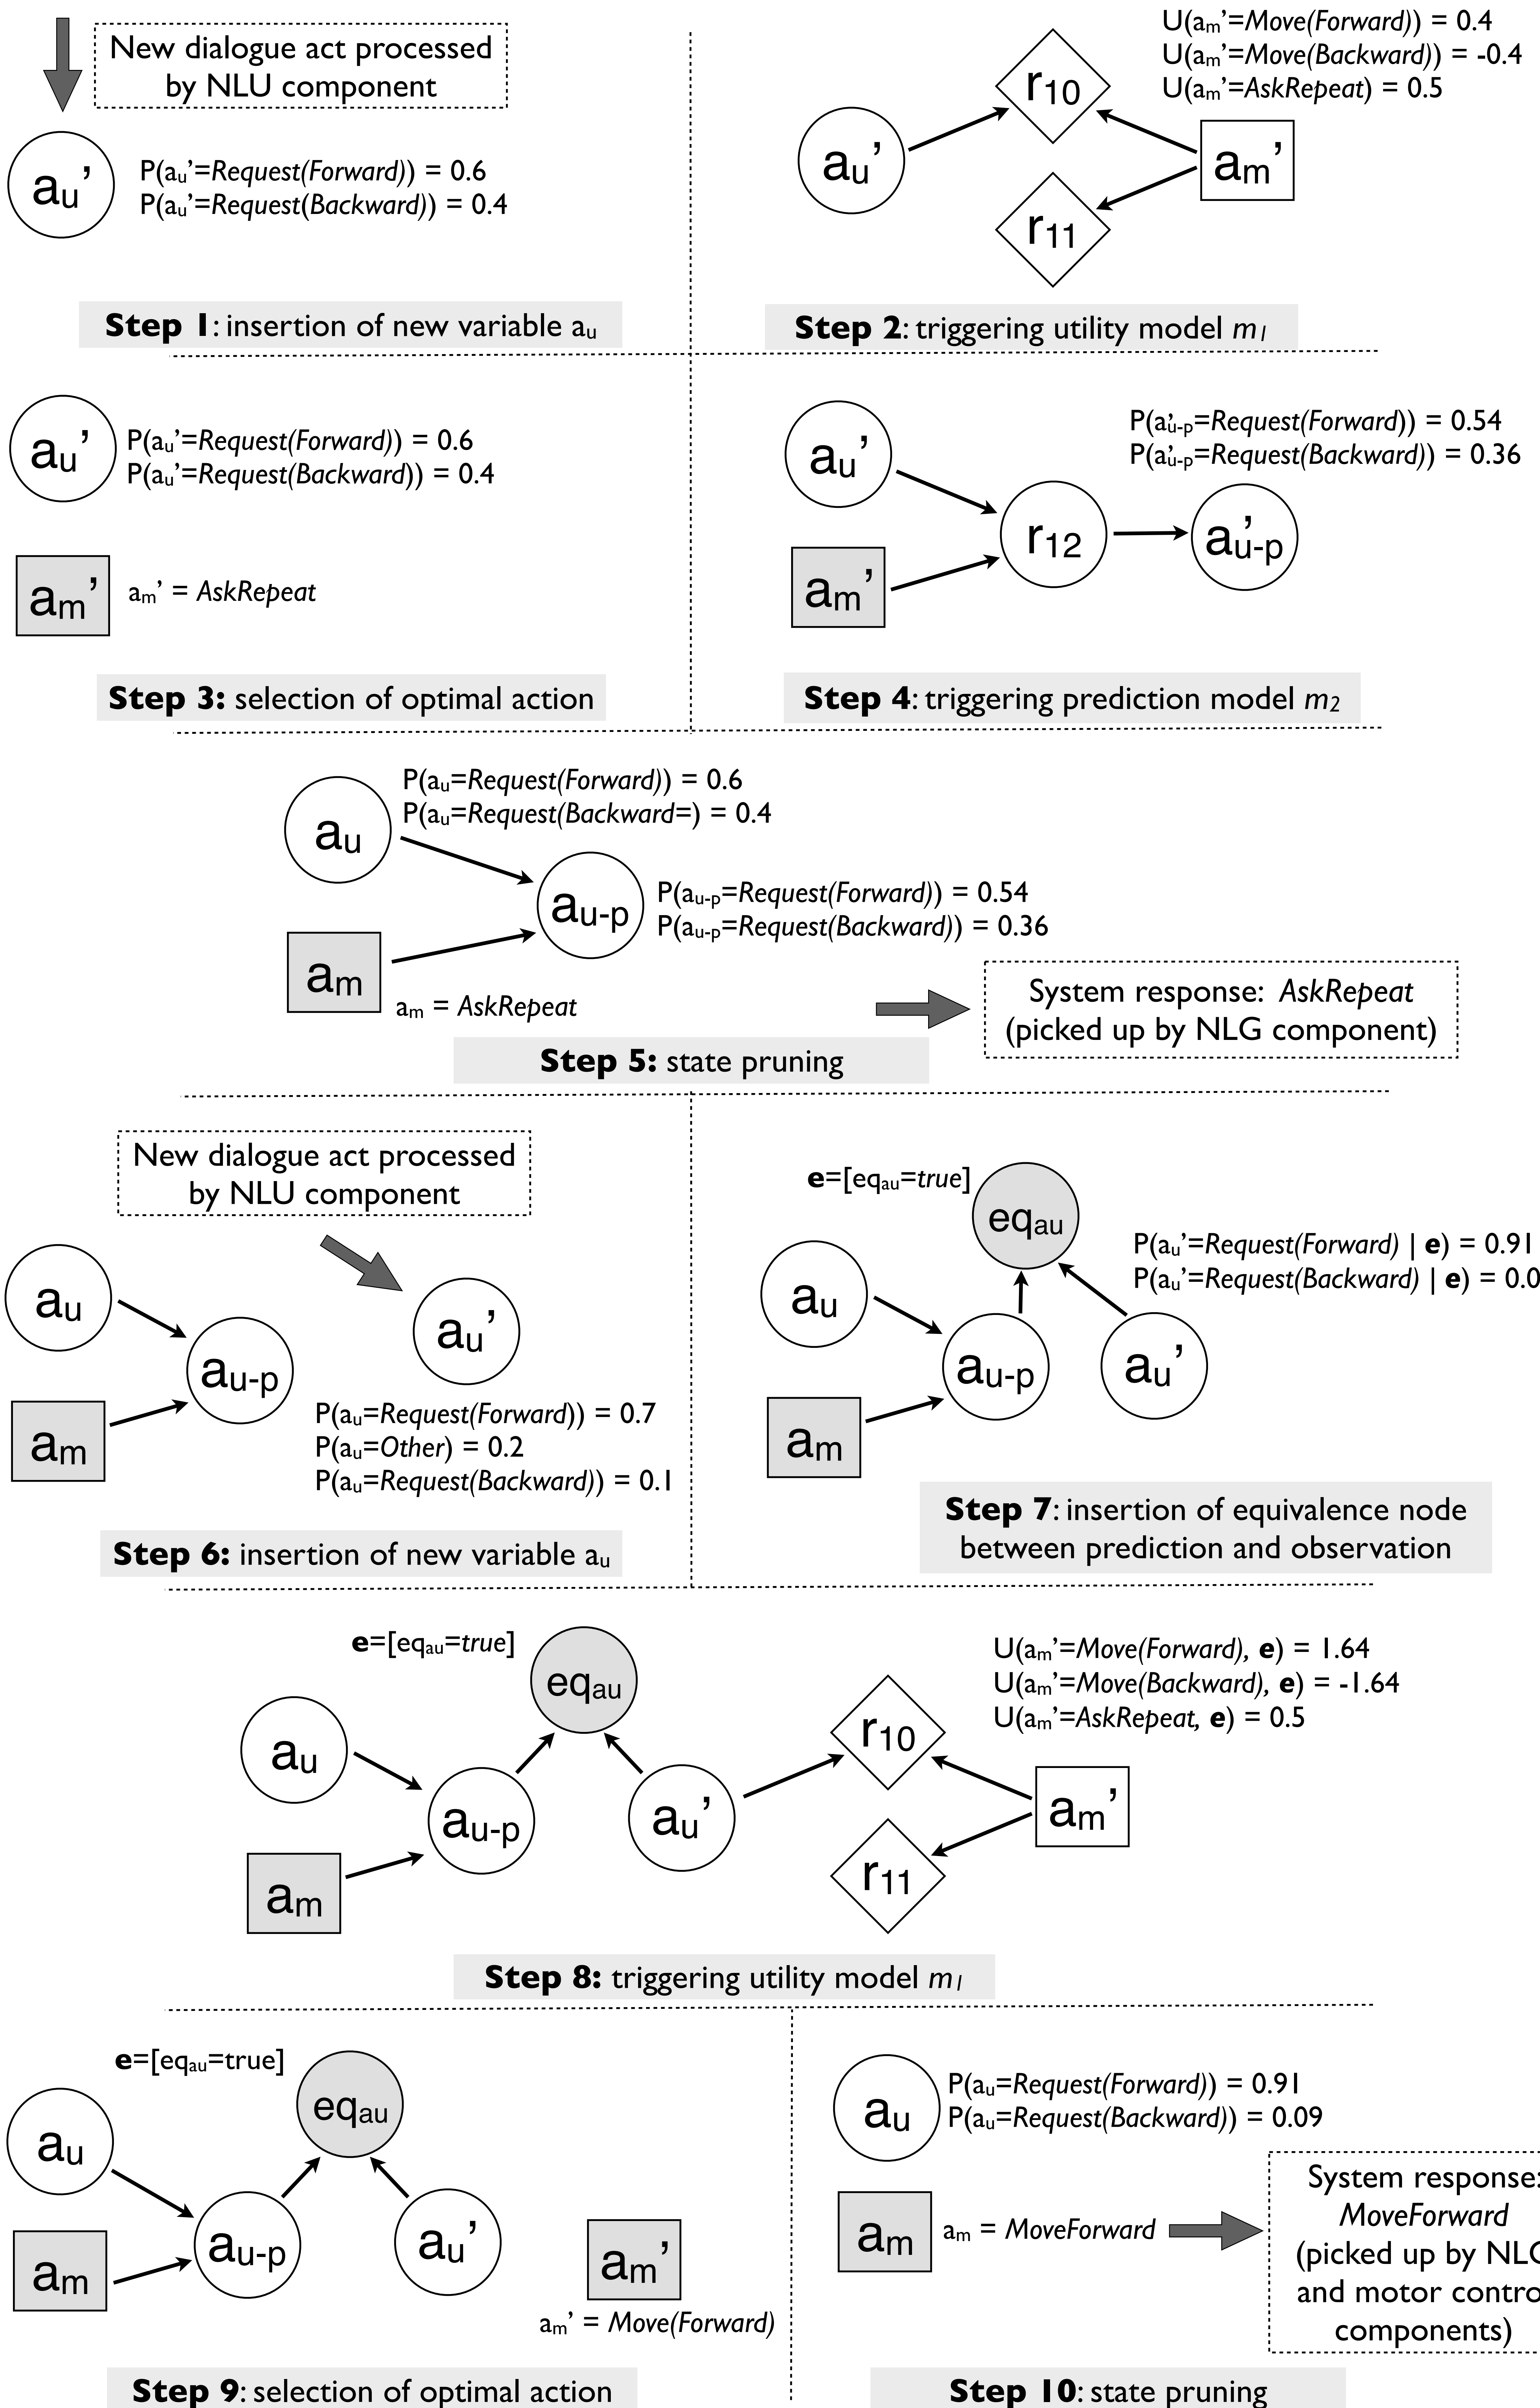 New dialogue act processed
by NLU component
au'
P(au'=Request(Forward)) = 0.6
P(au'=Request(Backward)) = 0.4
Step 1: insertion of new variable au
U(am'=Move(Forward)) = 0.4
U(am'=Move(Backward)) = -0.4
U(am'=AskRepeat) = 0.5
r10
au'
am'
r11
Step 2: triggering utility model m1
au'
P(au'=Request(Forward)) = 0.6
P(au'=Request(Backward)) = 0.4
am'
am' = AskRepeat
Step 3: selection of optimal action
P(a'u-p=Request(Forward)) = 0.54
P(a'u-p=Request(Backward)) = 0.36
au'
r12
a'u-p
am'
Step 4: triggering prediction model m2
P(au=Request(Forward)) = 0.6
P(au=Request(Backward=) = 0.4
au
au-p
P(au-p=Request(Forward)) = 0.54
P(au-p=Request(Backward)) = 0.36
am
am = AskRepeat
System response: AskRepeat
(picked up by NLG component)
Step 5: state pruning
New dialogue act processed
by NLU component
au
au'
au-p
am
P(au=Request(Forward)) = 0.7
P(au=Other) = 0.2
P(au=Request(Backward)) = 0.1
Step 6: insertion of new variable au
e=[eqau=true]
eqau
P(au'=Request(Forward) | e) = 0.91
P(au'=Request(Backward) | e) = 0.0
au
au-p
au'
am
Step 7: insertion of equivalence node
between prediction and observation
e=[eqau=true]
eqau
U(am'=Move(Forward), e) = 1.64
U(am'=Move(Backward), e) = -1.64
U(am'=AskRepeat, e) = 0.5
au
r10
au-p
au'
am'
am
r11
Step 8: triggering utility model m1
e=[eqau=true]
eqau
au
au-p
au'
am
am'
am' = Move(Forward)
Step 9: selection of optimal action
au
P(au=Request(Forward)) = 0.91
P(au=Request(Backward)) = 0.09
am
am = MoveForward
System response:
MoveForward
(picked up by NLG
and motor contro
components)
Step 10: state pruning